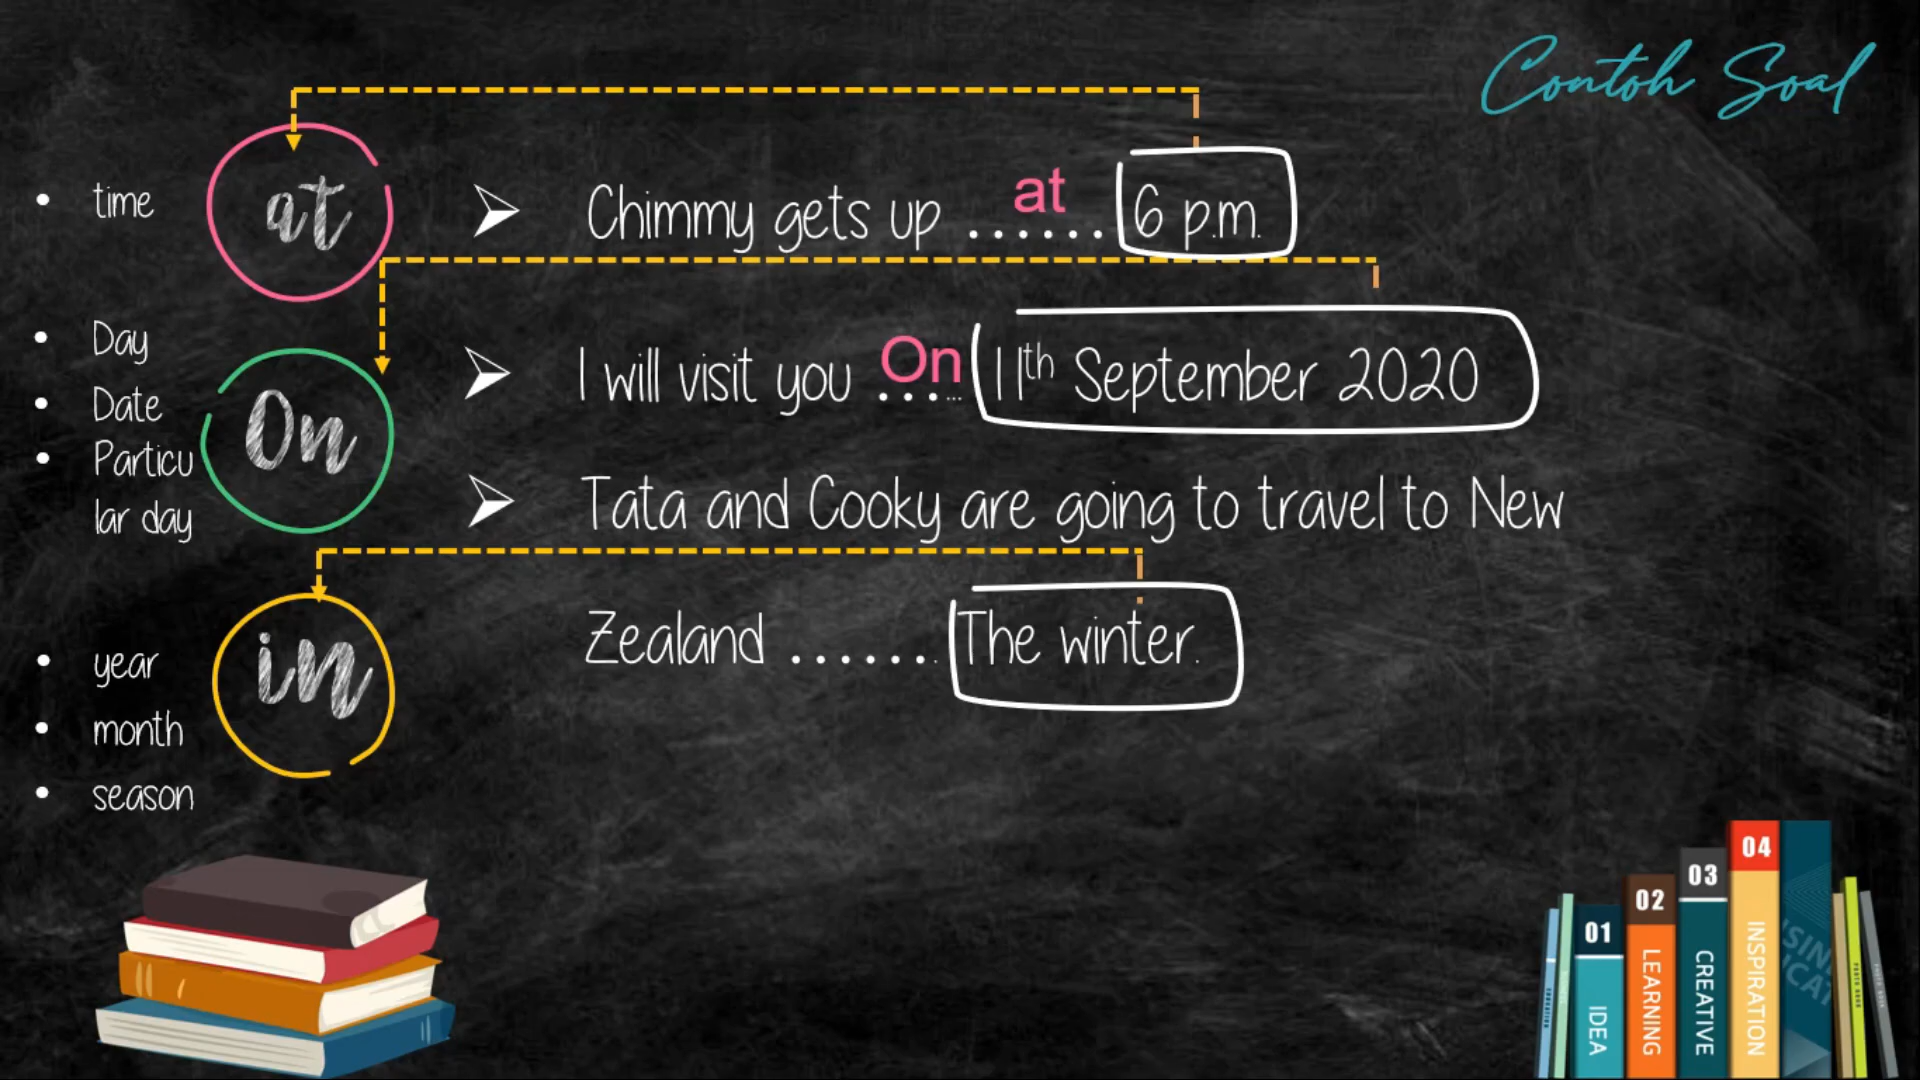 Contoh Soal
• time
at
➢ Chimmy gets up ...at... 6 p.m.
• Day
• Date
• Particu
lar day
On
➢ I will visit you ...On... 11th September 2020
➢ Tata and Cooky are going to travel to New
Zealand ....... The winter.
• year
• month
• season
in
01 IDEA
02 LEARNING
03 CREATIVE
04 INSPIRATION